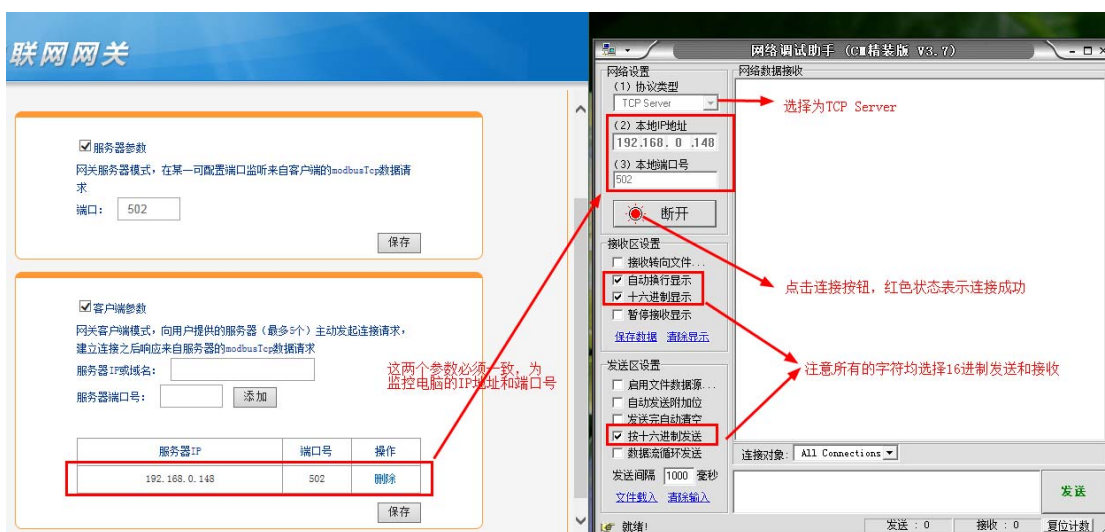 联网网关
服务器参数
网关服务器模式，在某一可配置端口监听来自客户端的modbusTcp数据请
求
端口： 502
保存
客户端参数
网关客户端模式，向用户提供的服务器（最多5个）主动发起连接请求，
建立连接之后响应来自服务器的modbusTcp数据请求
服务器IP或域名：
服务器端口号： 添加
服务器IP 端口号 操作
192.168.0.148 502 删除
保存
这两个参数必须一致，为
监控电脑的IP地址和端口号
网络调试助手 (CM精装版 V3.7)
网络设置
(1) 协议类型
TCP Server
(2) 本地IP地址
192.168. 0 .148
(3) 本地端口号
502
断开
接收区设置
接收转向文件...
自动换行显示
十六进制显示
暂停接收显示
保存数据 清除显示
发送区设置
启用文件数据源...
自动发送附加位
发送完自动清空
按十六进制发送
数据流循环发送
发送间隔 1000 毫秒
文件载入 清除输入
网络数据接收
选择为TCP Server
点击连接按钮，红色状态表示连接成功
注意所有的字符均选择16进制发送和接收
连接对象： All Connections
发送
就绪!
发送 : 0
接收 : 0
复位计数